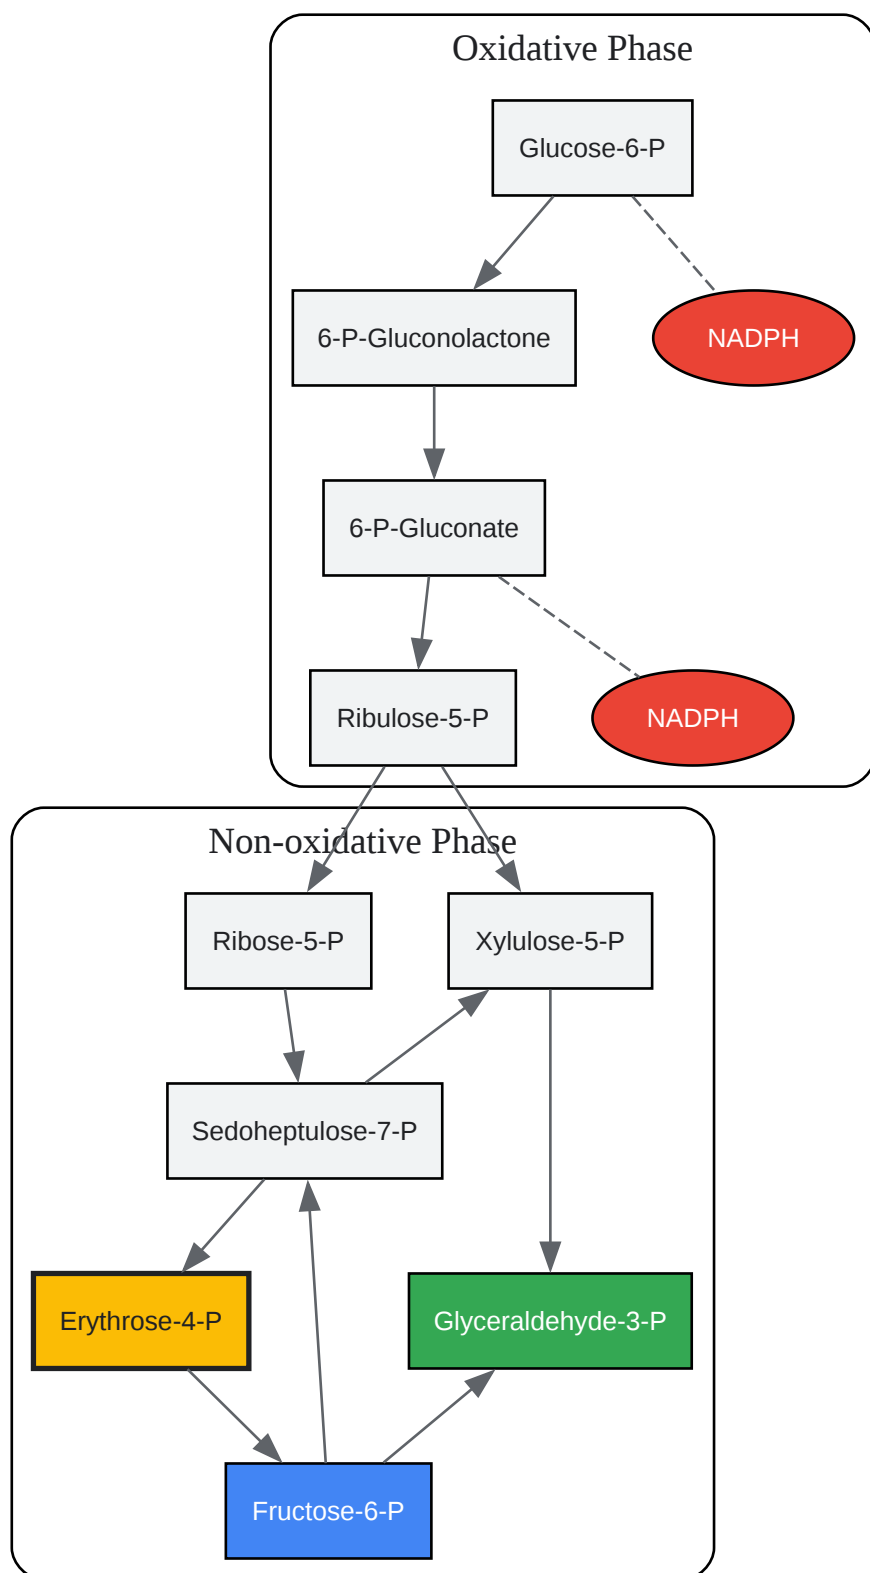 Oxidative Phase
Glucose-6-P
6-P-Gluconolactone
NADPH
6-P-Gluconate
Ribulose-5-P
NADPH
Non-oxidative Phase
Ribose-5-P
Xylulose-5-P
Sedoheptulose-7-P
Erythrose-4-P
Glyceraldehyde-3-P
Fructose-6-P